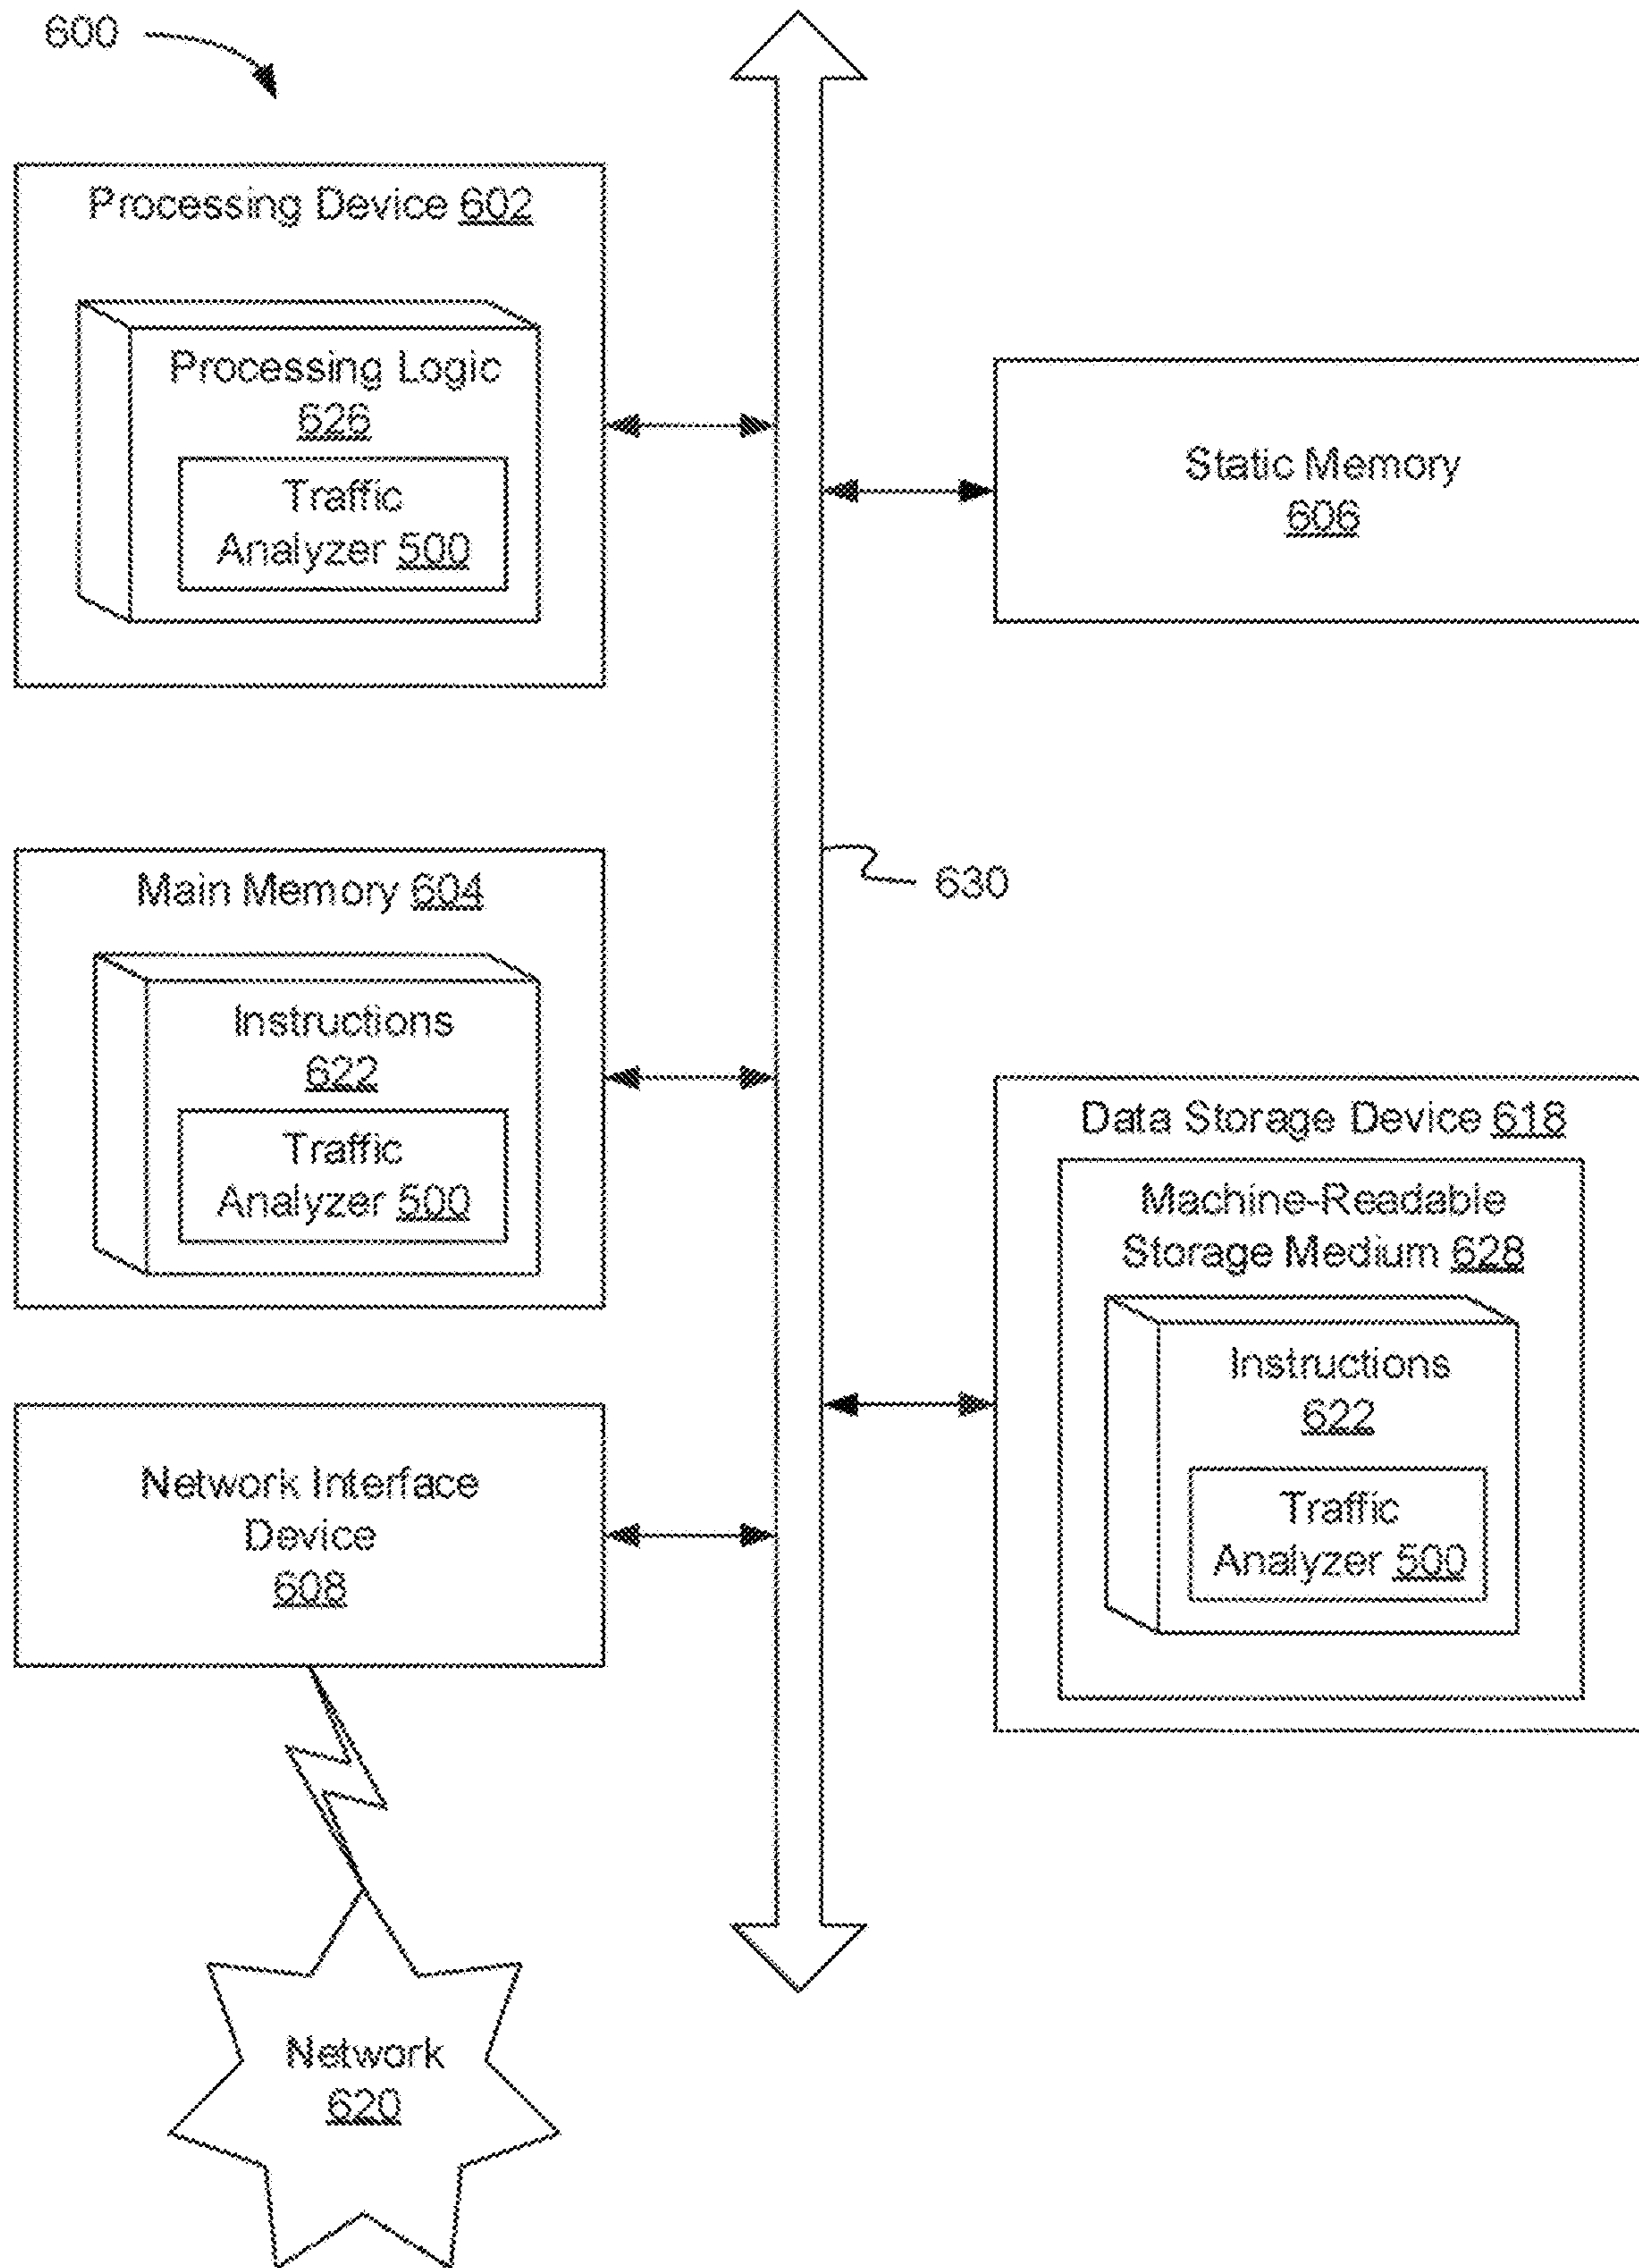 600
Processing Device 602
Processing Logic
626
Traffic
Analyzer 500
Static Memory
606
Main Memory 604
630
Instructions
622
Traffic
Analyzer 500
Data Storage Device 618
Machine-Readable
Storage Medium 628
Instructions
622
Traffic
Analyzer 500
Network Interface
Device
608
Network
620